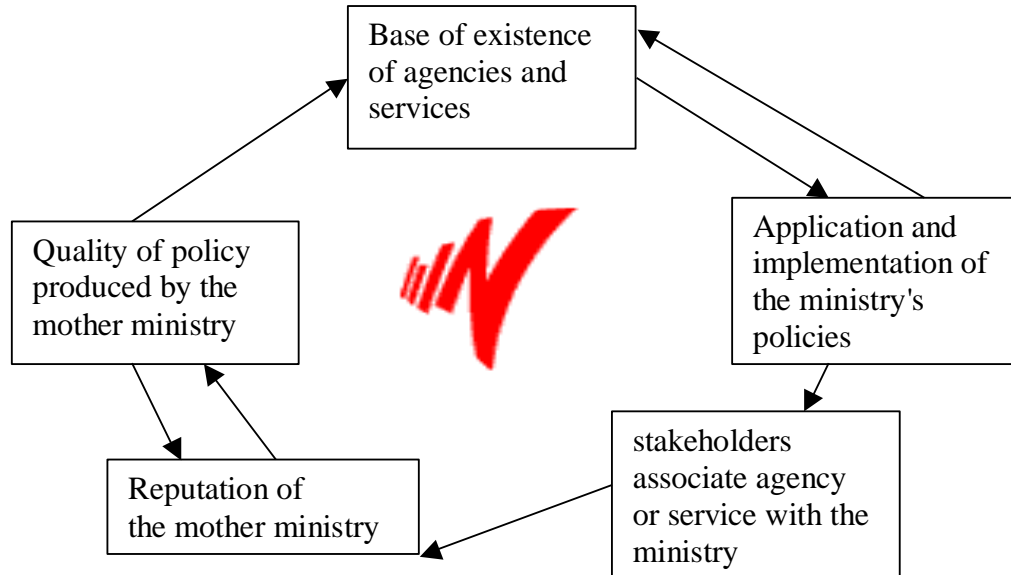 Base of existence
of agencies and
services
Quality of policy
produced by the
mother ministry
Application and
implementation of
the ministry's
policies
stakeholders
associate agency
or service with the
ministry
Reputation of
the mother ministry